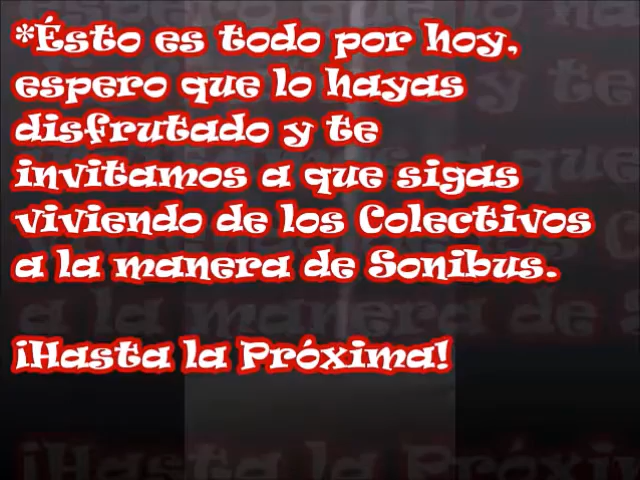 *Ésto es todo por hoy,
espero que lo hayas
disfrutado y te
invitamos a que sigas
viviendo de los Colectivos
a la manera de Sonibus.
¡Hasta la Próxima!